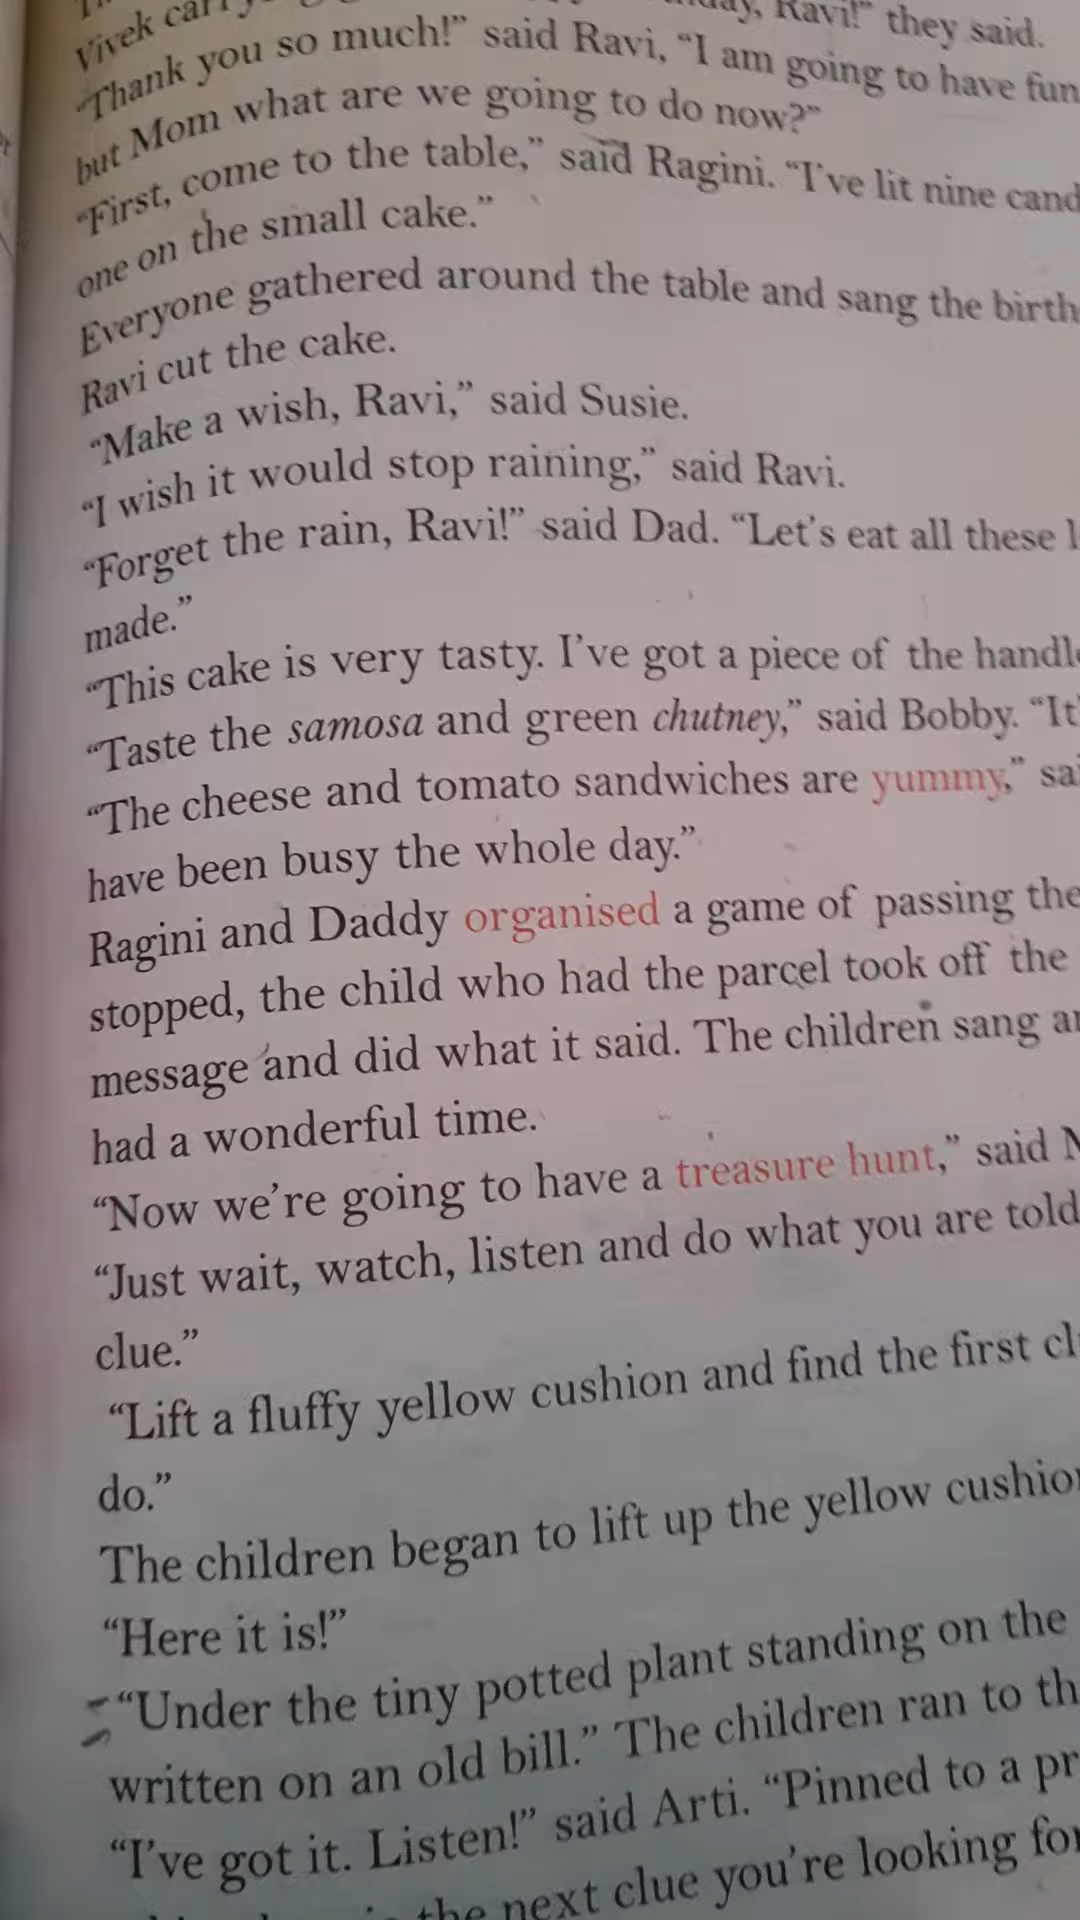 Vivek day, Ravi!” they said.
“Thank you so much!” said Ravi, “I am going to have fun
but Mom what are we going to do now?”
“First, come to the table,” said Ragini. “I've lit nine cand
one on the small cake.”
Everyone gathered around the table and sang the birth
Ravi cut the cake.
“Make a wish, Ravi,” said Susie.
“I wish it would stop raining,” said Ravi.
“Forget the rain, Ravi!” said Dad. “Let's eat all these l
made.”
“This cake is very tasty. I've got a piece of the handl
“Taste the samosa and green chutney,” said Bobby. “It'
“The cheese and tomato sandwiches are yummy,” sai
have been busy the whole day.”
Ragini and Daddy organised a game of passing the
stopped, the child who had the parcel took off the
message and did what it said. The children sang an
had a wonderful time.
“Now we're going to have a treasure hunt,” said M
“Just wait, watch, listen and do what you are told
clue.”
“Lift a fluffy yellow cushion and find the first cl
do.”
The children began to lift up the yellow cushion
“Here it is!”
“Under the tiny potted plant standing on the
written on an old bill.” The children ran to th
“I've got it. Listen!” said Arti. “Pinned to a pr
the next clue you're looking for